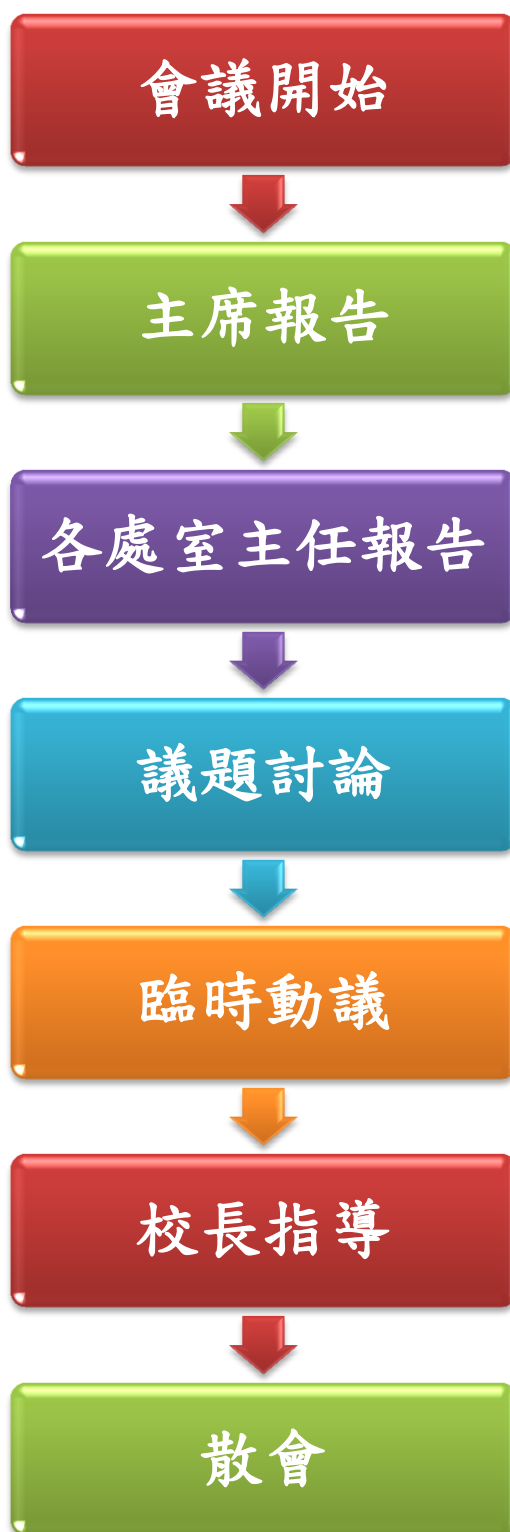 會議開始
主席報告
各處室主任報告
議題討論
臨時動議
校長指導
散會